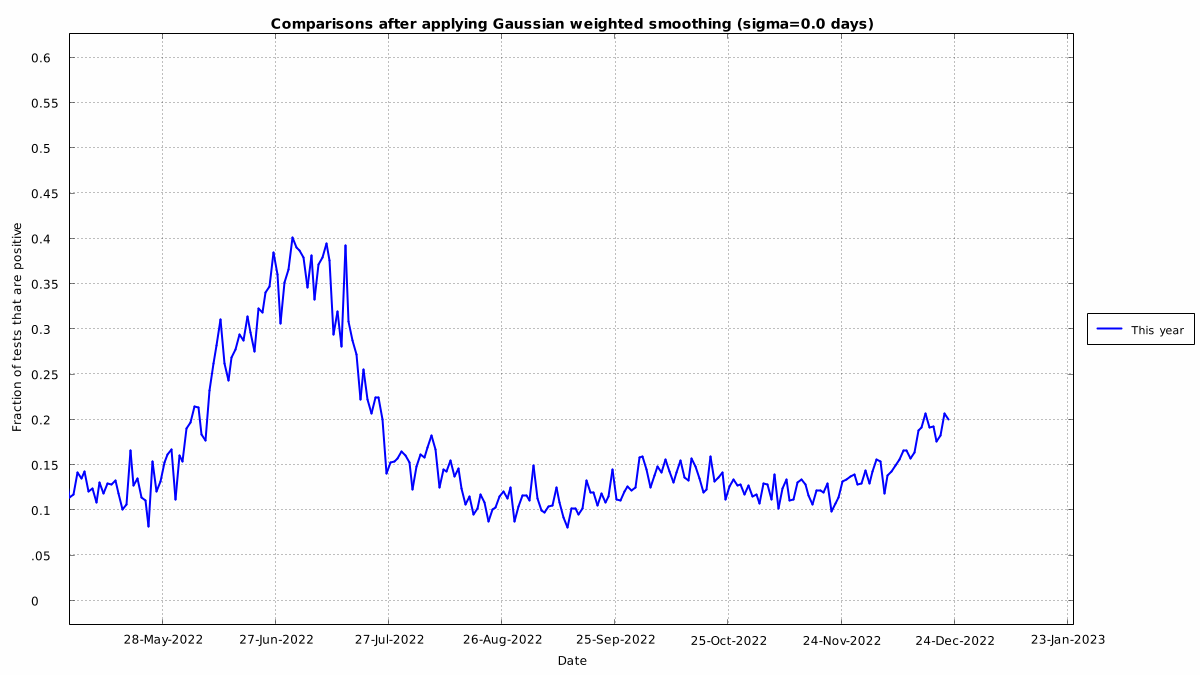 Comparisons after applying Gaussian weighted smoothing (sigma=0.0 days)
0.6
0.55
0.5
0.45
0.4
0.35
0.3
0.25
0.2
0.15
0.1
.05
0
Fraction of tests that are positive
28-May-2022 27-Jun-2022 27-Jul-2022 26-Aug-2022 25-Sep-2022 25-Oct-2022 24-Nov-2022 24-Dec-2022 23-Jan-2023
Date
This year